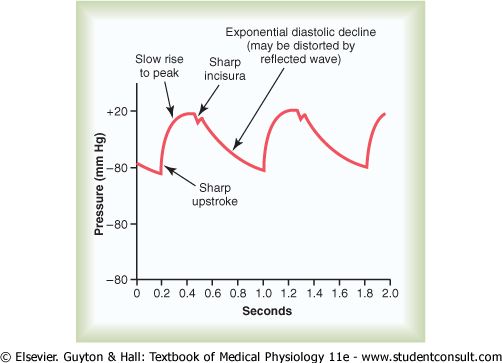 Exponential diastolic decline
(may be distorted by
reflected wave)
Slow rise
to peak
Sharp
incisura
Sharp
upstroke
Pressure (mm Hg)
+20
−80
−80
−80
0 0.2 0.4 0.6 0.8 1.0 1.2 1.4 1.6 0.8 2.0
Seconds
© Elsevier. Guyton & Hall: Textbook of Medical Physiology 11e - www.studentconsult.com